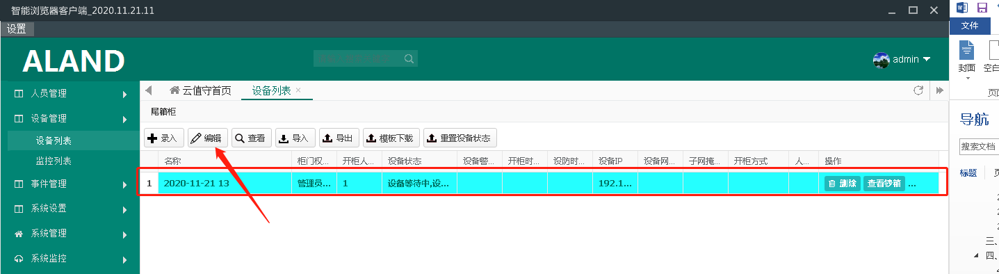 智能浏览器客户端_2020.11.21.11
设置
ALAND
admin
人员管理
设备管理
设备列表
监控列表
事件管理
系统设置
系统管理
系统监控
云值守首页 设备列表 ×
尾箱柜
录入 编辑 查看 导入 导出 模板下载 重置设备状态
名称 柜门权... 开柜人... 设备状态 设备警... 开柜时... 设防时... 设备IP 设备网... 子网掩... 开柜方式 人... 操作
1 2020-11-21 13 管理员... 1 设备等待中,设... 192.1... 删除 查看钞箱 ...
文件
封面 空白
导航
搜索文档
标题
三、
四、